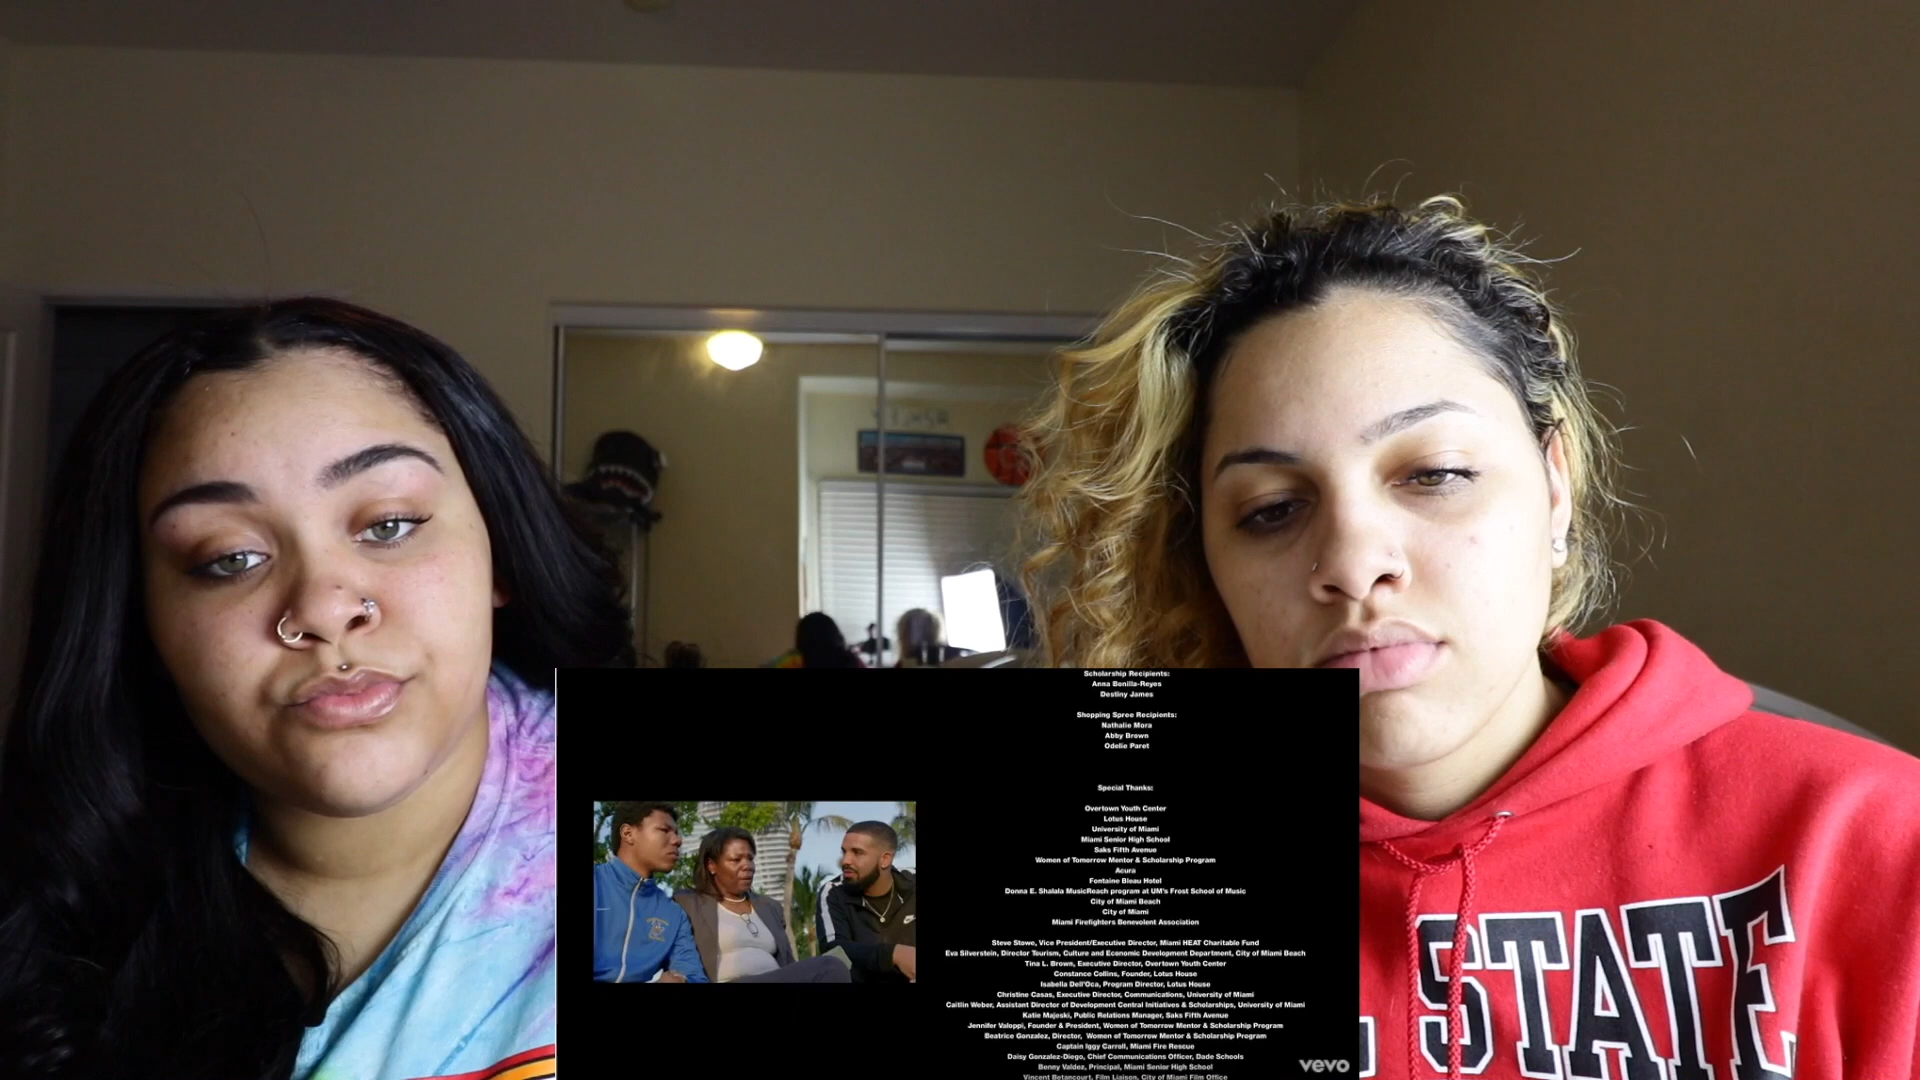 Scholarship Recipients:
Anna Bonilla-Reyes
Destiny James
Shopping Spree Recipients:
Nathalie Mora
Abby Brown
Odelie Paret
Special Thanks:
Overtown Youth Center
Lotus House
University of Miami
Miami Senior High School
Saks Fifth Avenue
Women of Tomorrow Mentor & Scholarship Program
Acura
Fontaine Bleau Hotel
Donna E. Shalala MusicReach program at UM's Frost School of Music
City of Miami Beach
City of Miami
Miami Firefighters Benevolent Association
Steve Stowe, Vice President/Executive Director, Miami HEAT Charitable Fund
Eva Silverstein, Director Tourism, Culture and Economic Development Department, City of Miami Beach
Tina L. Brown, Executive Director, Overtown Youth Center
Constance Collins, Founder, Lotus House
Isabella Dell'Oca, Program Director, Lotus House
Christine Casas, Executive Director, Communications, University of Miami
Caitlin Weber, Assistant Director of Development Central Initiatives & Scholarships, University of Miami
Katie Majeski, Public Relations Manager, Saks Fifth Avenue
Jennifer Valoppi, Founder & President, Women of Tomorrow Mentor & Scholarship Program
Beatrice Gonzalez, Director, Women of Tomorrow Mentor & Scholarship Program
Captain Iggy Carroll, Miami Fire Rescue
Daisy Gonzalez-Diego, Chief Communications Officer, Dade Schools
Benny Valdez, Principal, Miami Senior High School
Vincent Betancourt, Film Liaison, City of Miami Film Office
vevo
STATE